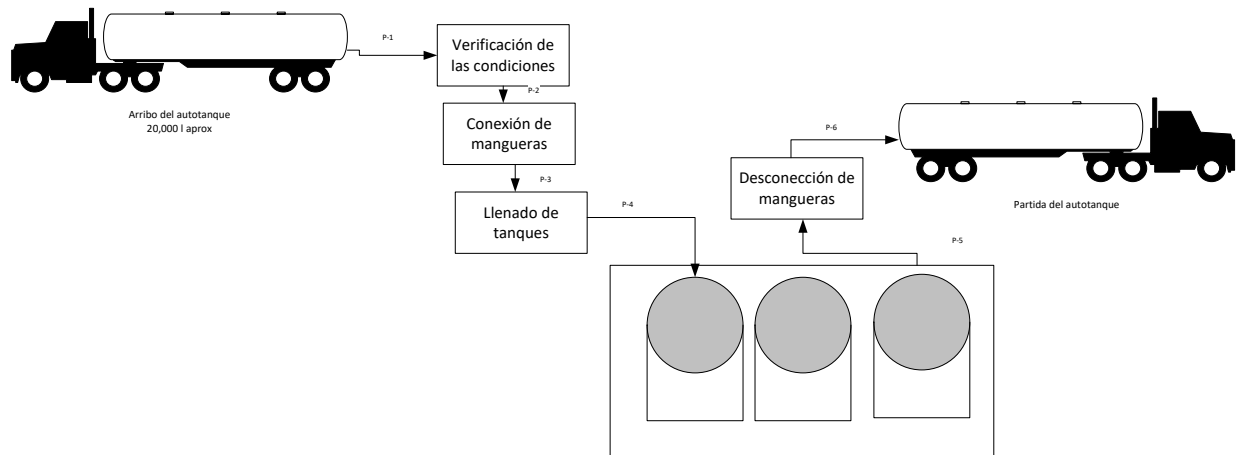 P-1
Verificación de
las condiciones
P-2
Arribo del autotanque
20,000 l aprox
Conexión de
mangueras
P-3
Llenado de
tanques
P-4
P-5
Desconección de
mangueras
P-6
Partida del autotanque